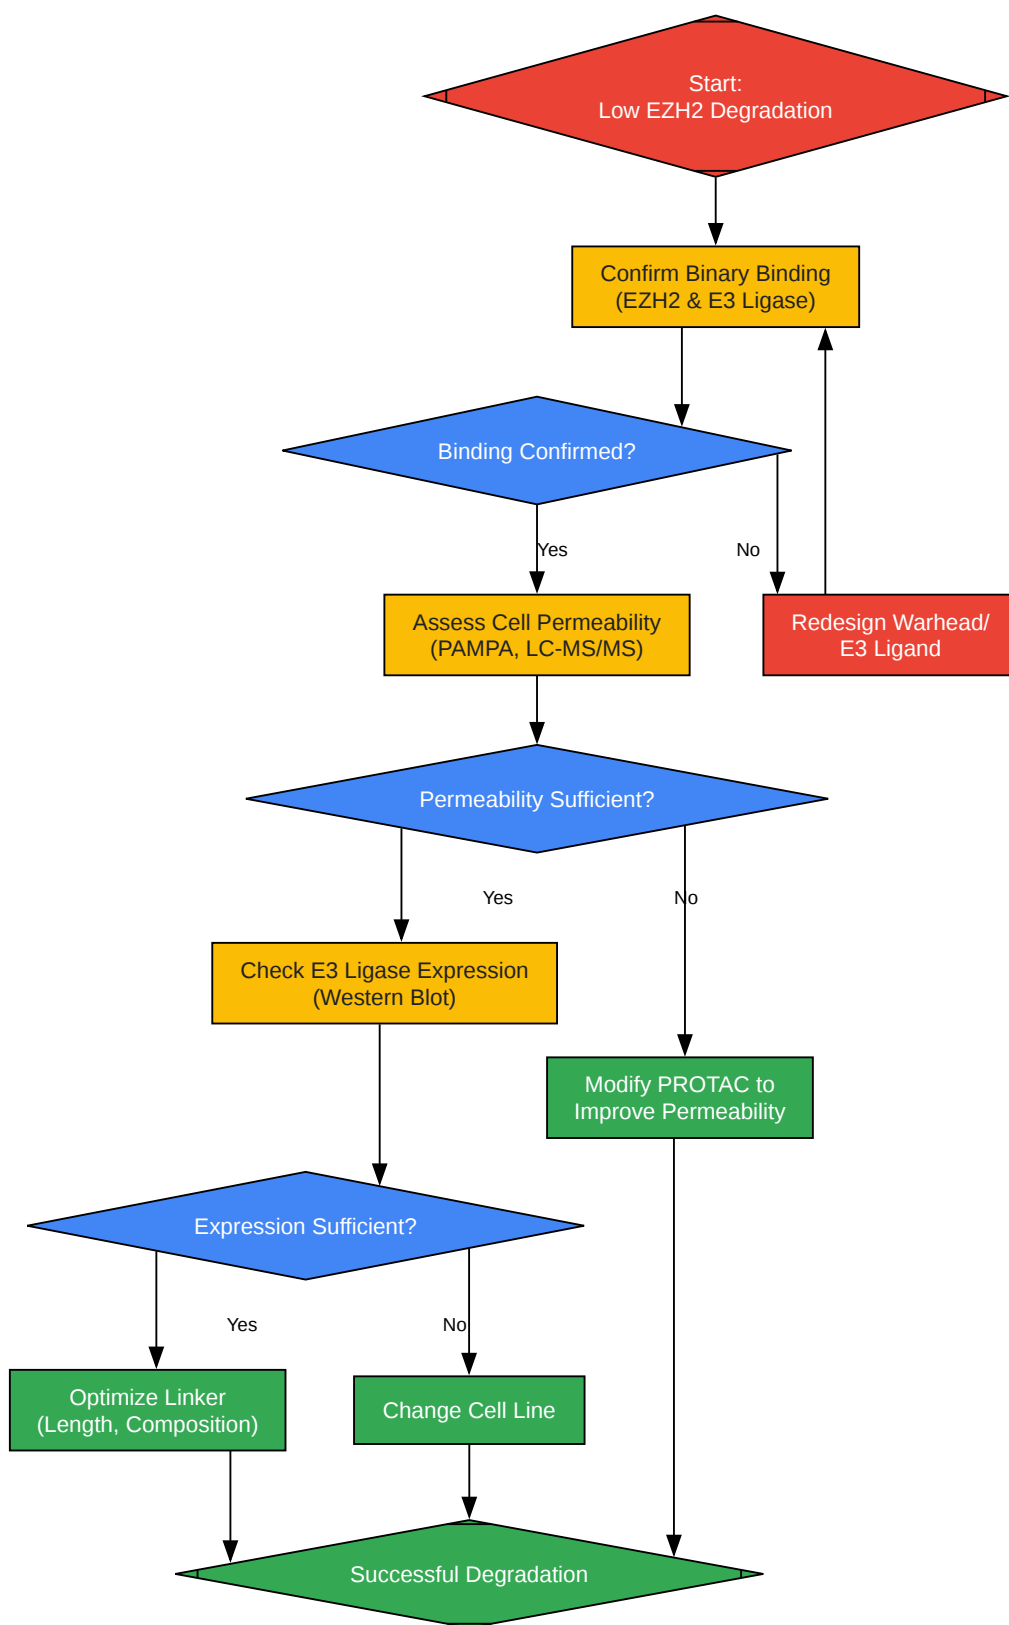 Start:
Low EZH2 Degradation
Confirm Binary Binding
(EZH2 & E3 Ligase)
Binding Confirmed?
Yes
No
Assess Cell Permeability
(PAMPA, LC-MS/MS)
Redesign Warhead/
E3 Ligand
Permeability Sufficient?
Yes
No
Check E3 Ligase Expression
(Western Blot)
Modify PROTAC to
Improve Permeability
Expression Sufficient?
Yes
No
Optimize Linker
(Length, Composition)
Change Cell Line
Successful Degradation